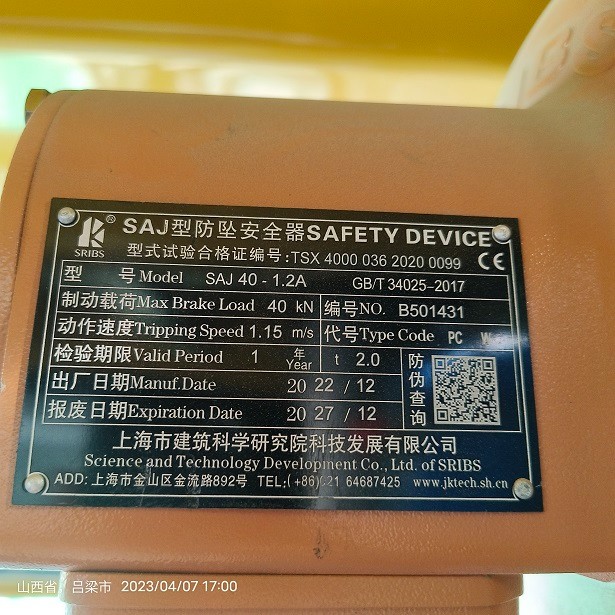 SAJ型防坠安全器SAFETY DEVICE
SRIBS
型式试验合格证编号:TSX 4000 036 2020 0099 CE
型 号Model SAJ 40 - 1.2A GB/T 34025-2017
制动载荷Max Brake Load 40 kN 编号NO. B501431
动作速度Tripping Speed 1.15 m/s 代号Type Code PC
检验期限Valid Period 1 年 Year t 2.0 防伪查询
出厂日期Manuf.Date 20 22 / 12
报废日期Expiration Date 20 27 / 12
上海市建筑科学研究院科技发展有限公司
Science and Technology Development Co., Ltd. of SRIBS
ADD: 上海市金山区金流路892号 TEL:(+86)021 64687425 www.jktech.sh.cn
山西省 吕梁市 2023/04/07 17:00